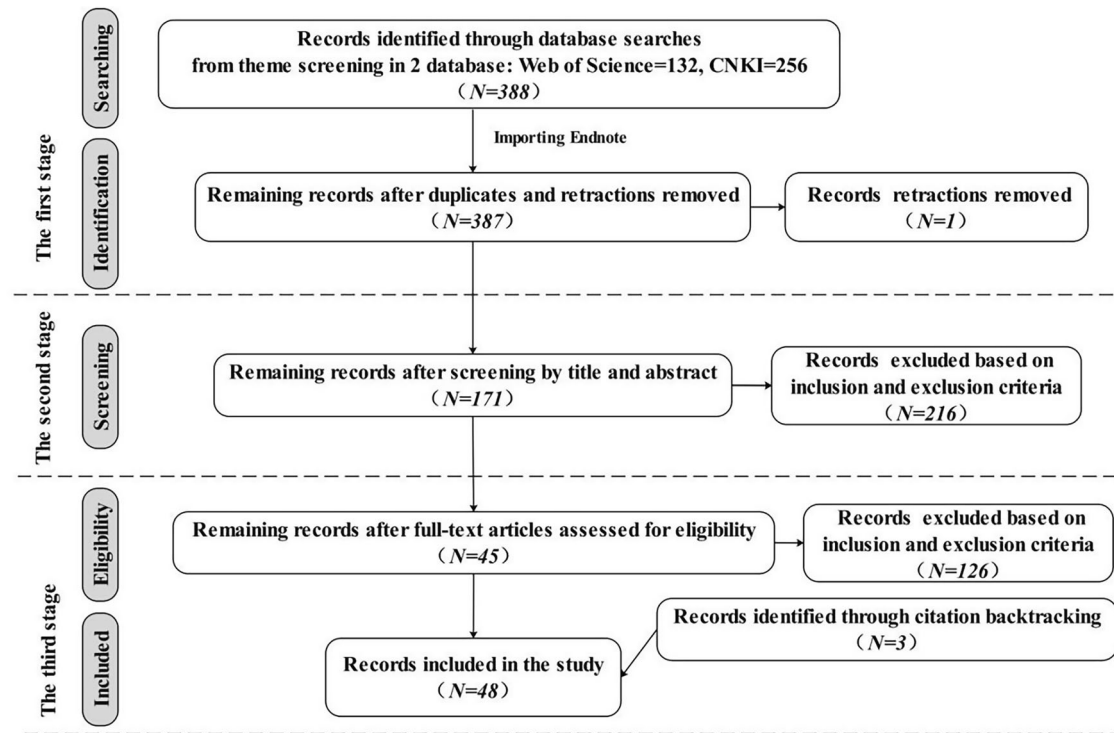 The first stage
Searching
Records identified through database searches
from theme screening in 2 database: Web of Science=132, CNKI=256
（N=388）
Importing Endnote
Identification
Remaining records after duplicates and retractions removed
（N=387）
Records retractions removed
（N=1）
The second stage
Screening
Remaining records after screening by title and abstract
（N=171）
Records excluded based on
inclusion and exclusion criteria
（N=216）
The third stage
Eligibility
Remaining records after full-text articles assessed for eligibility
（N=45）
Records excluded based on
inclusion and exclusion criteria
（N=126）
Included
Records identified through citation backtracking
（N=3）
Records included in the study
（N=48）